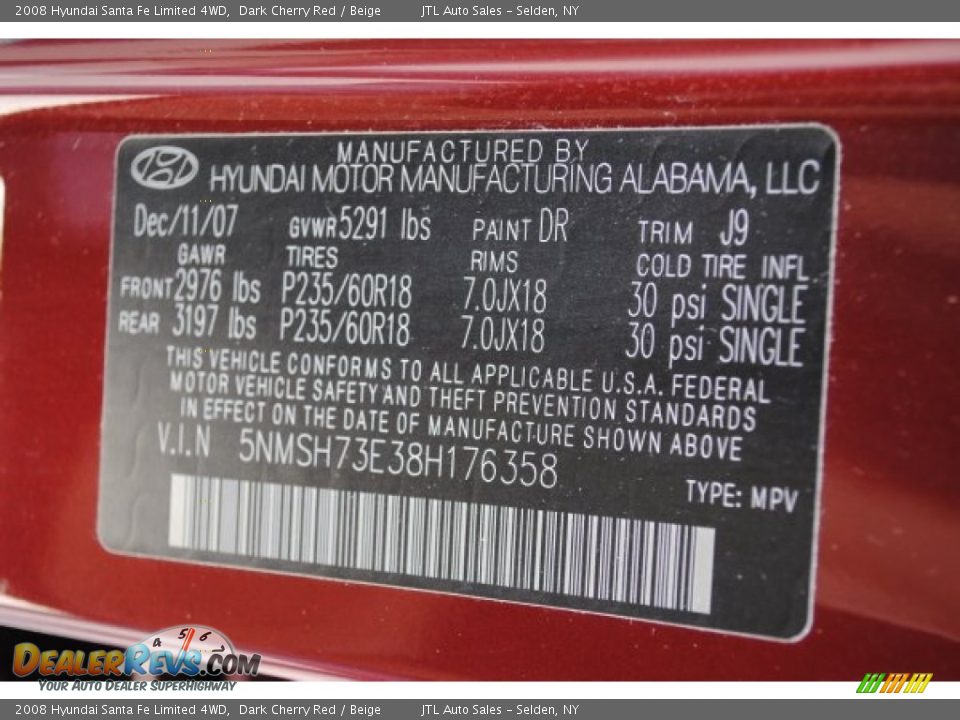 2008 Hyundai Santa Fe Limited 4WD, Dark Cherry Red / Beige JTL Auto Sales - Selden, NY
MANUFACTURED BY
HYUNDAI MOTOR MANUFACTURING ALABAMA, LLC
Dec/11/07 GVWR 5291 lbs PAINT DR TRIM J9
GAWR TIRES RIMS COLD TIRE INFL
FRONT 2976 lbs P235/60R18 7.0JX18 30 psi SINGLE
REAR 3197 lbs P235/60R18 7.0JX18 30 psi SINGLE
THIS VEHICLE CONFORMS TO ALL APPLICABLE U.S.A. FEDERAL
MOTOR VEHICLE SAFETY AND THEFT PREVENTION STANDARDS
IN EFFECT ON THE DATE OF MANUFACTURE SHOWN ABOVE
V.I.N 5NMSH73E38H176358
TYPE: MPV
4 5 6
DEALERREVS.COM
YOUR AUTO DEALER SUPERHIGHWAY
2008 Hyundai Santa Fe Limited 4WD, Dark Cherry Red / Beige JTL Auto Sales - Selden, NY